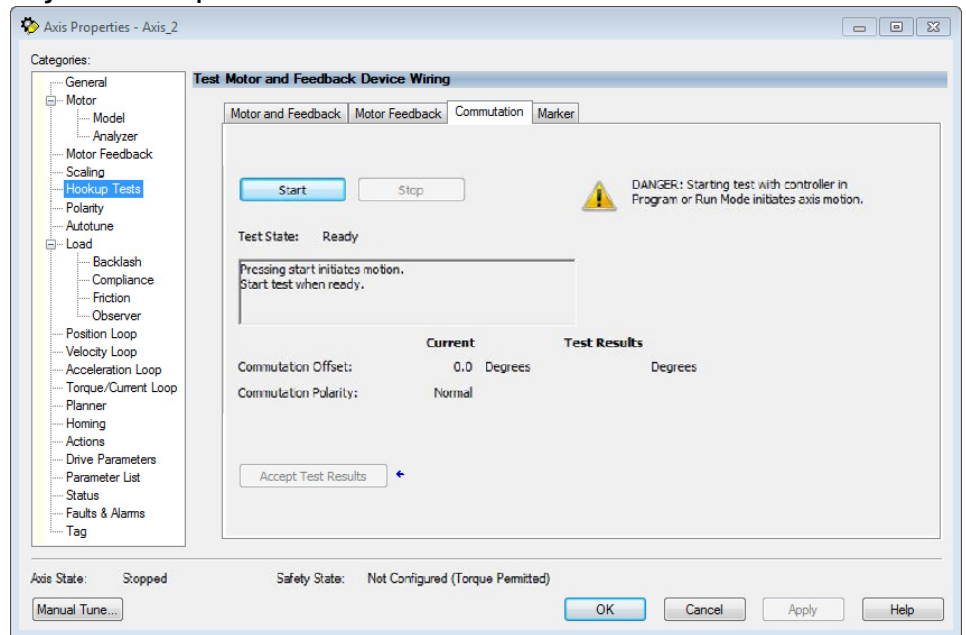 Axis Properties - Axis_2
Categories:
General
Motor
Model
Analyzer
Motor Feedback
Scaling
Hookup Tests
Polarity
Autotune
Load
Backlash
Compliance
Friction
Observer
Position Loop
Velocity Loop
Acceleration Loop
Torque/Current Loop
Planner
Homing
Actions
Drive Parameters
Parameter List
Status
Faults & Alarms
Tag
Test Motor and Feedback Device Wiring
Motor and Feedback Motor Feedback Commutation Marker
Start Stop
DANGER: Starting test with controller in
Program or Run Mode initiates axis motion.
Test State: Ready
Pressing start initiates motion.
Start test when ready.
Current Test Results
Commutation Offset: 0.0 Degrees Degrees
Commutation Polarity: Normal
Accept Test Results
Axis State: Stopped Safety State: Not Configured (Torque Permitted)
Manual Tune... OK Cancel Apply Help